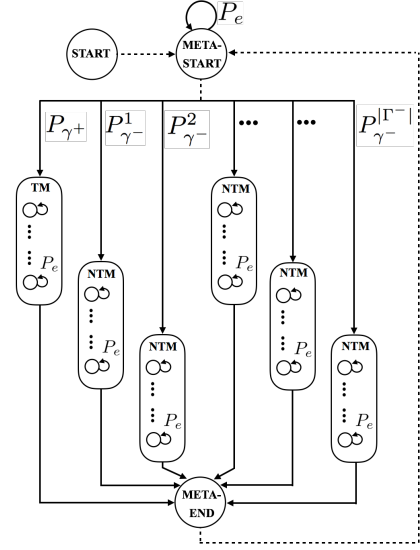 P_e
START
META-
START
P_{γ+}
P^1_{γ-}
P^2_{γ-}
•••
•••
P^{|Γ^-|}_{γ-}
TM
P_e
NTM
P_e
NTM
P_e
NTM
P_e
NTM
P_e
NTM
P_e
META-
END